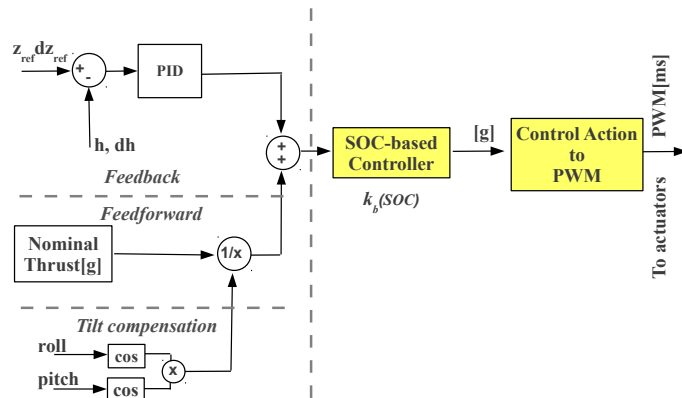 z_ref dz_ref
+
-
PID
h, dh
Feedback
+
+
SOC-based
Controller
k_b(SOC)
[g]
Control Action
to
PWM
PWM[ms]
To actuators
Feedforward
Nominal
Thrust[g]
1/x
Tilt compensation
roll
cos
x
pitch
cos